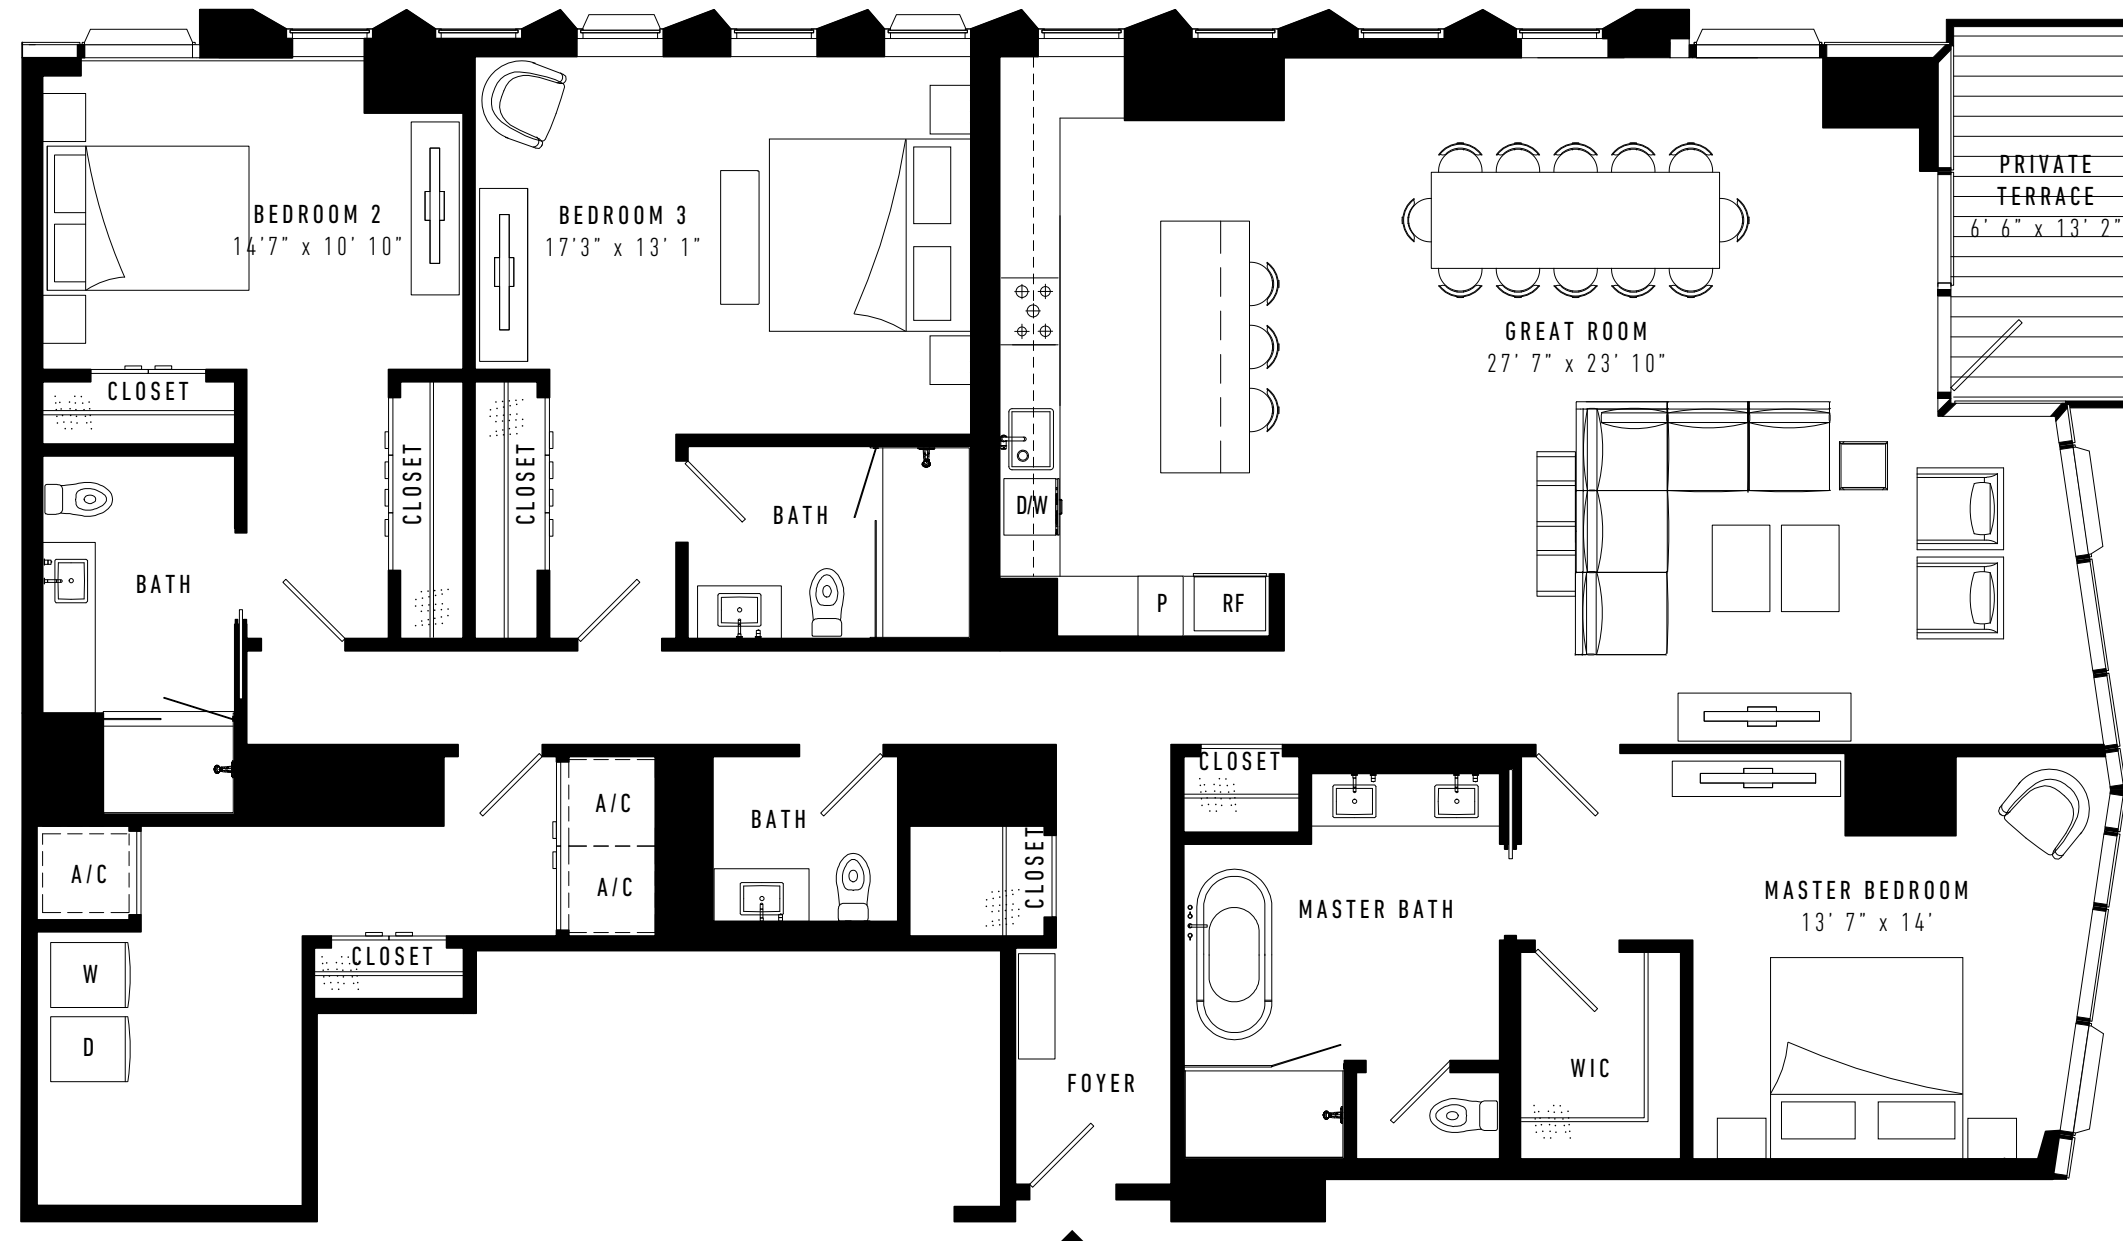 PRIVATE
TERRACE
6' 6" x 13' 2"
BEDROOM 2
14'7" x 10' 10"
BEDROOM 3
17'3" x 13' 1"
GREAT ROOM
27' 7" x 23' 10"
CLOSET
CLOSET
CLOSET
BATH
D/W
BATH
P
RF
CLOSET
A/C
BATH
A/C
A/C
CLOSET
MASTER BATH
MASTER BEDROOM
13' 7" x 14'
CLOSET
W
D
FOYER
WIC